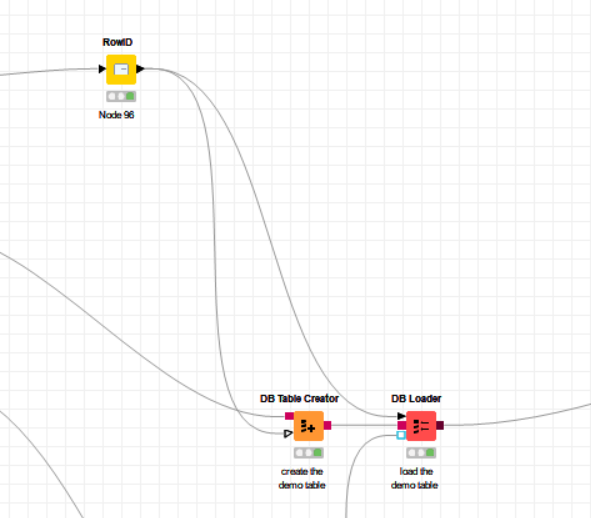 RowID
Node 96
DB Table Creator
DB Loader
create the
demo table
load the
demo table